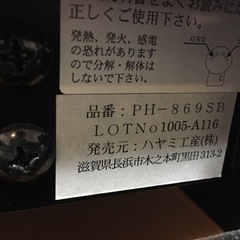 正しくご使用下さい。
発熱、発火、感電
の恐れがあります
ので分解・解体は
しないで下さい。
GND
品番：PH-869SB
LOTNo1005-A116
発売元：ハヤミ工産(株)
滋賀県長浜市木之本町黒田313-2